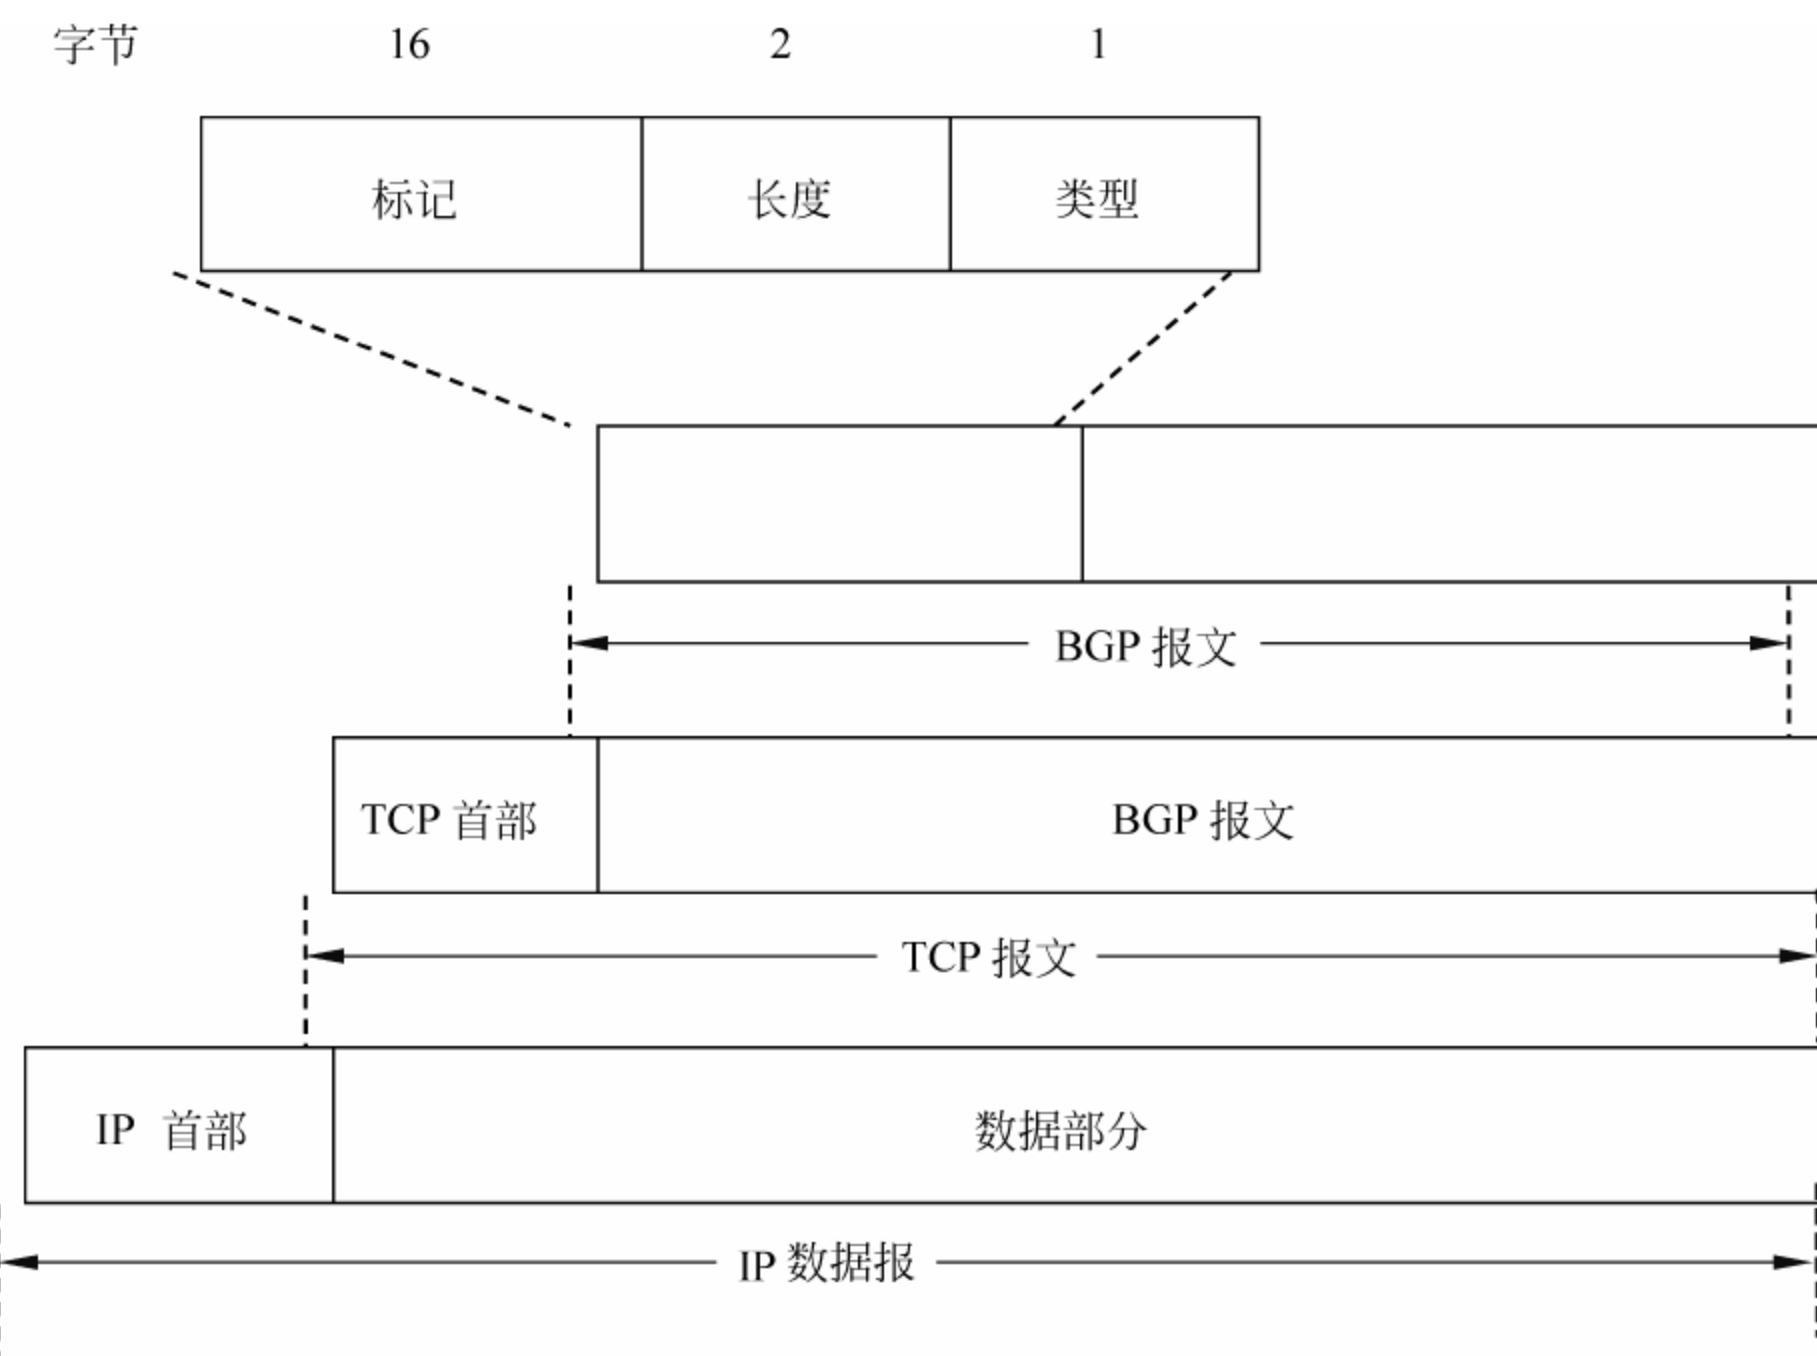 字节 16 2 1
标记 长度 类型
BGP 报文
TCP 首部 BGP 报文
TCP 报文
IP 首部 数据部分
IP 数据报